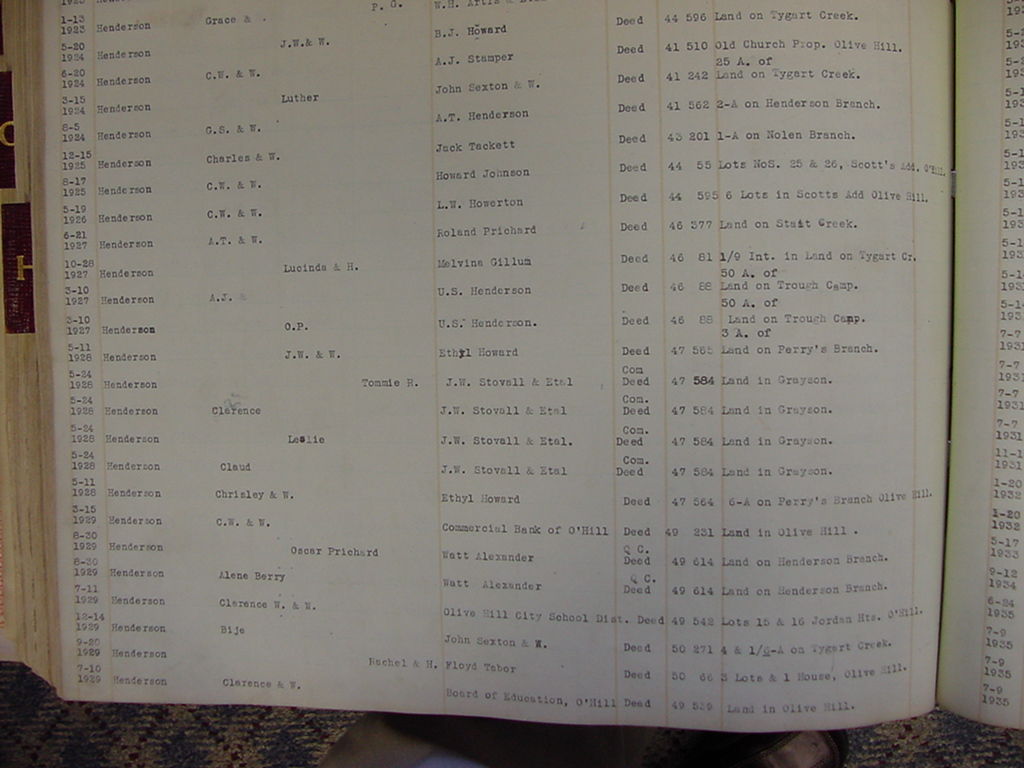 P. G. W.H.
1-13
1923 Henderson Grace & B.J. Howard Deed 44 596 Land on Tygart Creek.
5-20
1924 Henderson J.W.& W. A.J. Stamper Deed 41 510 Old Church Prop. Olive Hill.
25 A. of
6-20
1924 Henderson C.W. & W. John Sexton & W. Deed 41 242 Land on Tygart Creek.
3-15
1924 Henderson Luther A.T. Henderson Deed 41 562 2-A on Henderson Branch.
8-5
1924 Henderson G.S. & W. Jack Tackett Deed 43 201 1-A on Nolen Branch.
12-15
1925 Henderson Charles & W. Howard Johnson Deed 44 55 Lots NoS. 25 & 26, Scott's Add. O'Hill.
8-17
1925 Henderson C.W. & W. L.W. Howerton Deed 44 595 6 Lots in Scotts Add Olive Hill.
5-19
1926 Henderson C.W. & W. Roland Prichard Deed 46 377 Land on Stait Creek.
6-21
1927 Henderson A.T. & W. Melvina Gillum Deed 46 81 1/9 Int. in Land on Tygart Cr.
50 A. of
10-28
1927 Henderson Lucinda & H. U.S. Henderson Deed 46 88 Land on Trough Camp.
50 A. of
3-10
1927 Henderson A.J. & U.S. Henderson. Deed 46 88 Land on Trough Camp.
3 A. of
3-10
1927 Henderson O.P. Ethyl Howard Deed 47 565 Land on Perry's Branch.
5-11
1928 Henderson J.W. & W. J.W. Stovall & Etal Com Deed 47 584 Land in Grayson.
5-24
1928 Henderson Tommie R. J.W. Stovall & Etal Com. Deed 47 584 Land in Grayson.
5-24
1928 Henderson Clarence J.W. Stovall & Etal. Com. Deed 47 584 Land in Grayson.
5-24
1928 Henderson Leslie J.W. Stovall & Etal Com. Deed 47 584 Land in Grayson.
5-24
1928 Henderson Claud Ethyl Howard Deed 47 564 6-A on Perry's Branch Olive Hill.
5-11
1928 Henderson Chrisley & W. Commercial Bank of O'Hill Deed 49 231 Land in Olive Hill .
3-15
1929 Henderson C.W. & W. Watt Alexander Q C. Deed 49 614 Land on Henderson Branch.
8-30
1929 Henderson Oscar Prichard Watt Alexander Q C. Deed 49 614 Land on Henderson Branch.
8-30
1929 Henderson Alene Berry Olive Hill City School Dist. Deed 49 542 Lots 15 & 16 Jordan Hts. O'Hill.
7-11
1929 Henderson Clarence W. & W. John Sexton & W. Deed 50 271 4 & 1/6-A on Tygart Creek.
12-14
1929 Henderson Bije Floyd Tabor Deed 50 66 3 Lots & 1 House, Olive Hill.
9-20
1929 Henderson Rachel & H. Board of Education, O'Hill Deed 49 539 Land in Olive Hill.
7-10
1929 Henderson Clarence & W.
H